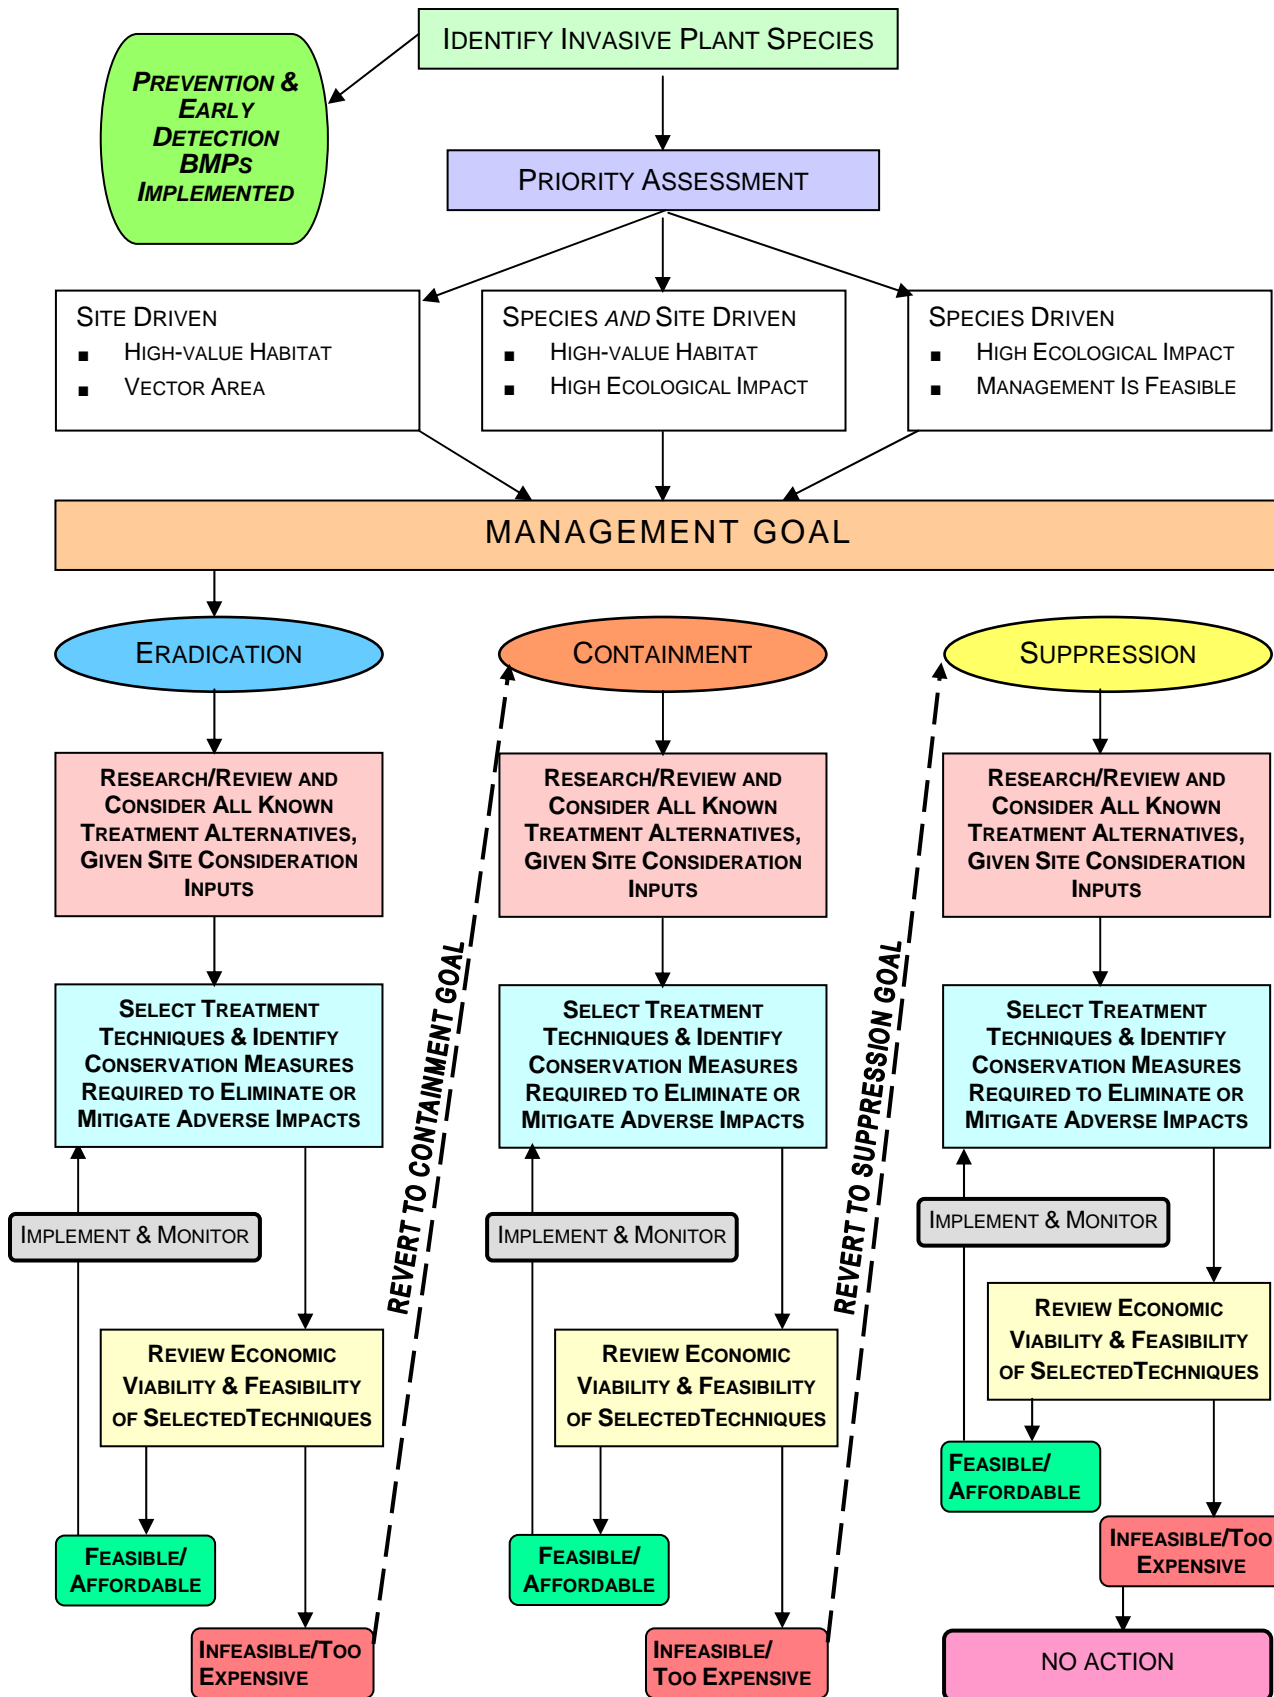 IDENTIFY INVASIVE PLANT SPECIES
PREVENTION &
EARLY
DETECTION
BMPS
IMPLEMENTED
PRIORITY ASSESSMENT
SITE DRIVEN
▪ HIGH-VALUE HABITAT
▪ VECTOR AREA
SPECIES AND SITE DRIVEN
▪ HIGH-VALUE HABITAT
▪ HIGH ECOLOGICAL IMPACT
SPECIES DRIVEN
▪ HIGH ECOLOGICAL IMPACT
▪ MANAGEMENT IS FEASIBLE
MANAGEMENT GOAL
ERADICATION
RESEARCH/REVIEW AND
CONSIDER ALL KNOWN
TREATMENT ALTERNATIVES,
GIVEN SITE CONSIDERATION
INPUTS
SELECT TREATMENT
TECHNIQUES & IDENTIFY
CONSERVATION MEASURES
REQUIRED TO ELIMINATE OR
MITIGATE ADVERSE IMPACTS
IMPLEMENT & MONITOR
REVIEW ECONOMIC
VIABILITY & FEASIBILITY
OF SELECTEDTECHNIQUES
FEASIBLE/
AFFORDABLE
INFEASIBLE/TOO
EXPENSIVE
REVERT TO CONTAINMENT GOAL
CONTAINMENT
RESEARCH/REVIEW AND
CONSIDER ALL KNOWN
TREATMENT ALTERNATIVES,
GIVEN SITE CONSIDERATION
INPUTS
SELECT TREATMENT
TECHNIQUES & IDENTIFY
CONSERVATION MEASURES
REQUIRED TO ELIMINATE OR
MITIGATE ADVERSE IMPACTS
IMPLEMENT & MONITOR
REVIEW ECONOMIC
VIABILITY & FEASIBILITY
OF SELECTEDTECHNIQUES
FEASIBLE/
AFFORDABLE
INFEASIBLE/
TOO EXPENSIVE
REVERT TO SUPPRESSION GOAL
SUPPRESSION
RESEARCH/REVIEW AND
CONSIDER ALL KNOWN
TREATMENT ALTERNATIVES,
GIVEN SITE CONSIDERATION
INPUTS
SELECT TREATMENT
TECHNIQUES & IDENTIFY
CONSERVATION MEASURES
REQUIRED TO ELIMINATE OR
MITIGATE ADVERSE IMPACTS
IMPLEMENT & MONITOR
REVIEW ECONOMIC
VIABILITY & FEASIBILITY
OF SELECTEDTECHNIQUES
FEASIBLE/
AFFORDABLE
INFEASIBLE/TOO
EXPENSIVE
NO ACTION